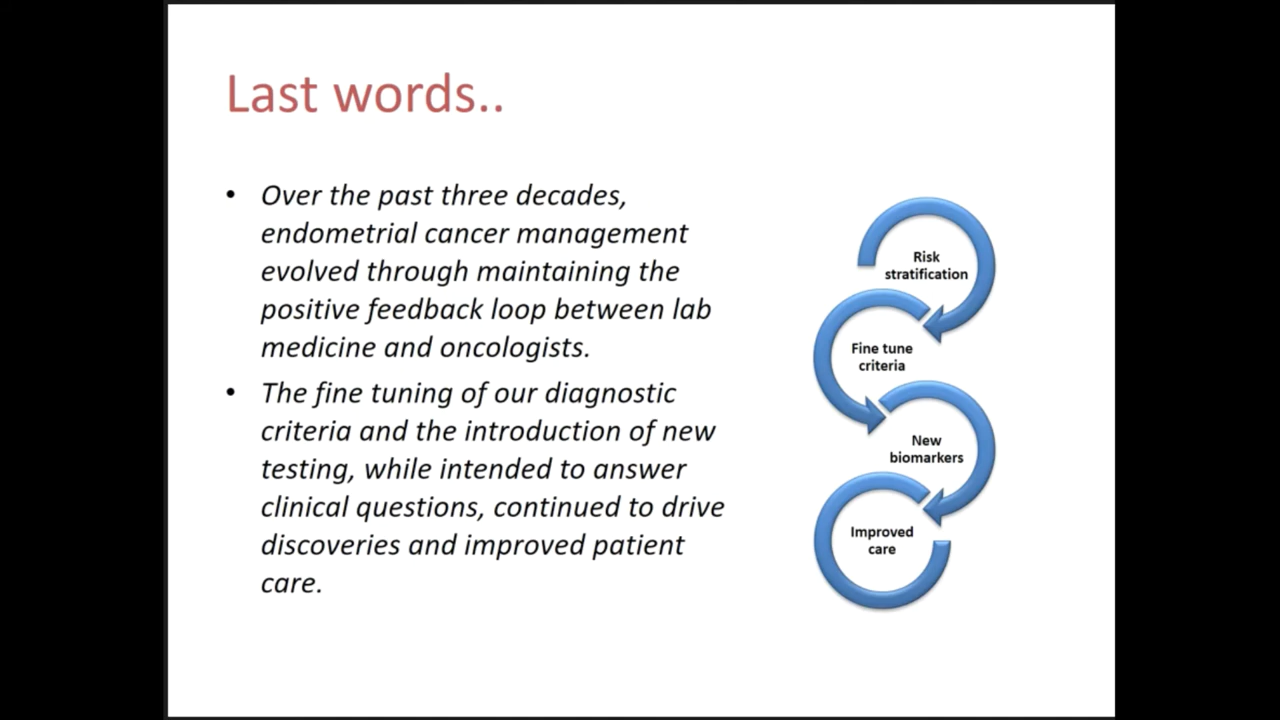 Last words..
• Over the past three decades,
endometrial cancer management
evolved through maintaining the
positive feedback loop between lab
medicine and oncologists.
• The fine tuning of our diagnostic
criteria and the introduction of new
testing, while intended to answer
clinical questions, continued to drive
discoveries and improved patient
care.
Risk
stratification
Fine tune
criteria
New
biomarkers
Improved
care